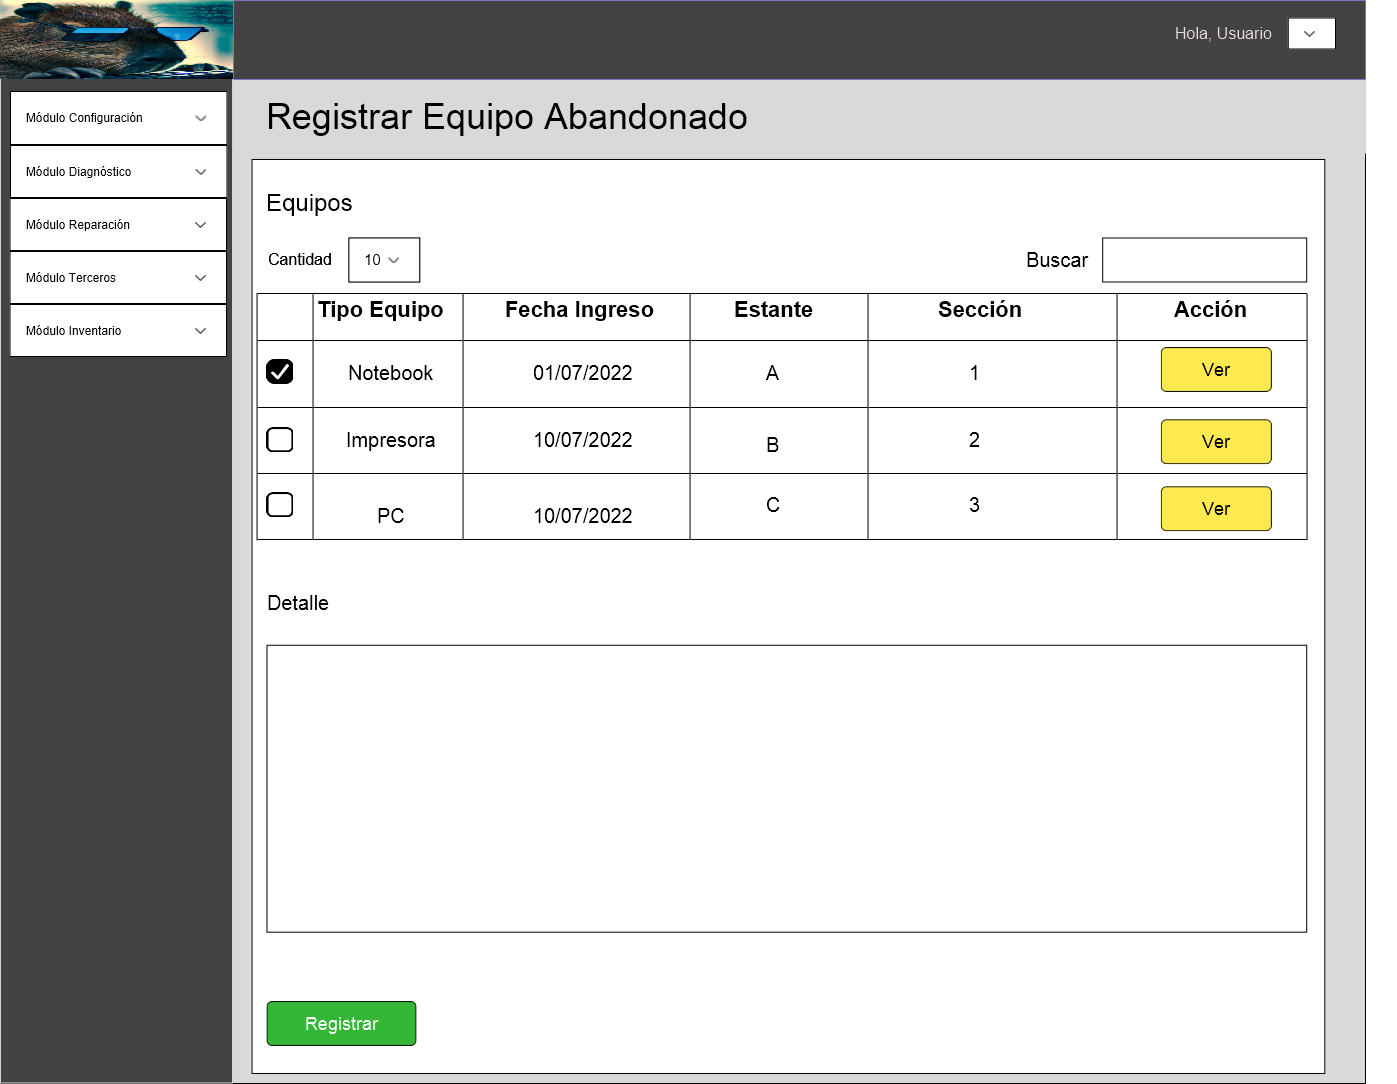 Hola, Usuario
Módulo Configuración
Módulo Diagnóstico
Módulo Reparación
Módulo Terceros
Módulo Inventario
Registrar Equipo Abandonado
Equipos
Cantidad 10 Buscar
Tipo Equipo Fecha Ingreso Estante Sección Acción
Notebook 01/07/2022 A 1 Ver
Impresora 10/07/2022 B 2 Ver
PC 10/07/2022 C 3 Ver
Detalle
Registrar